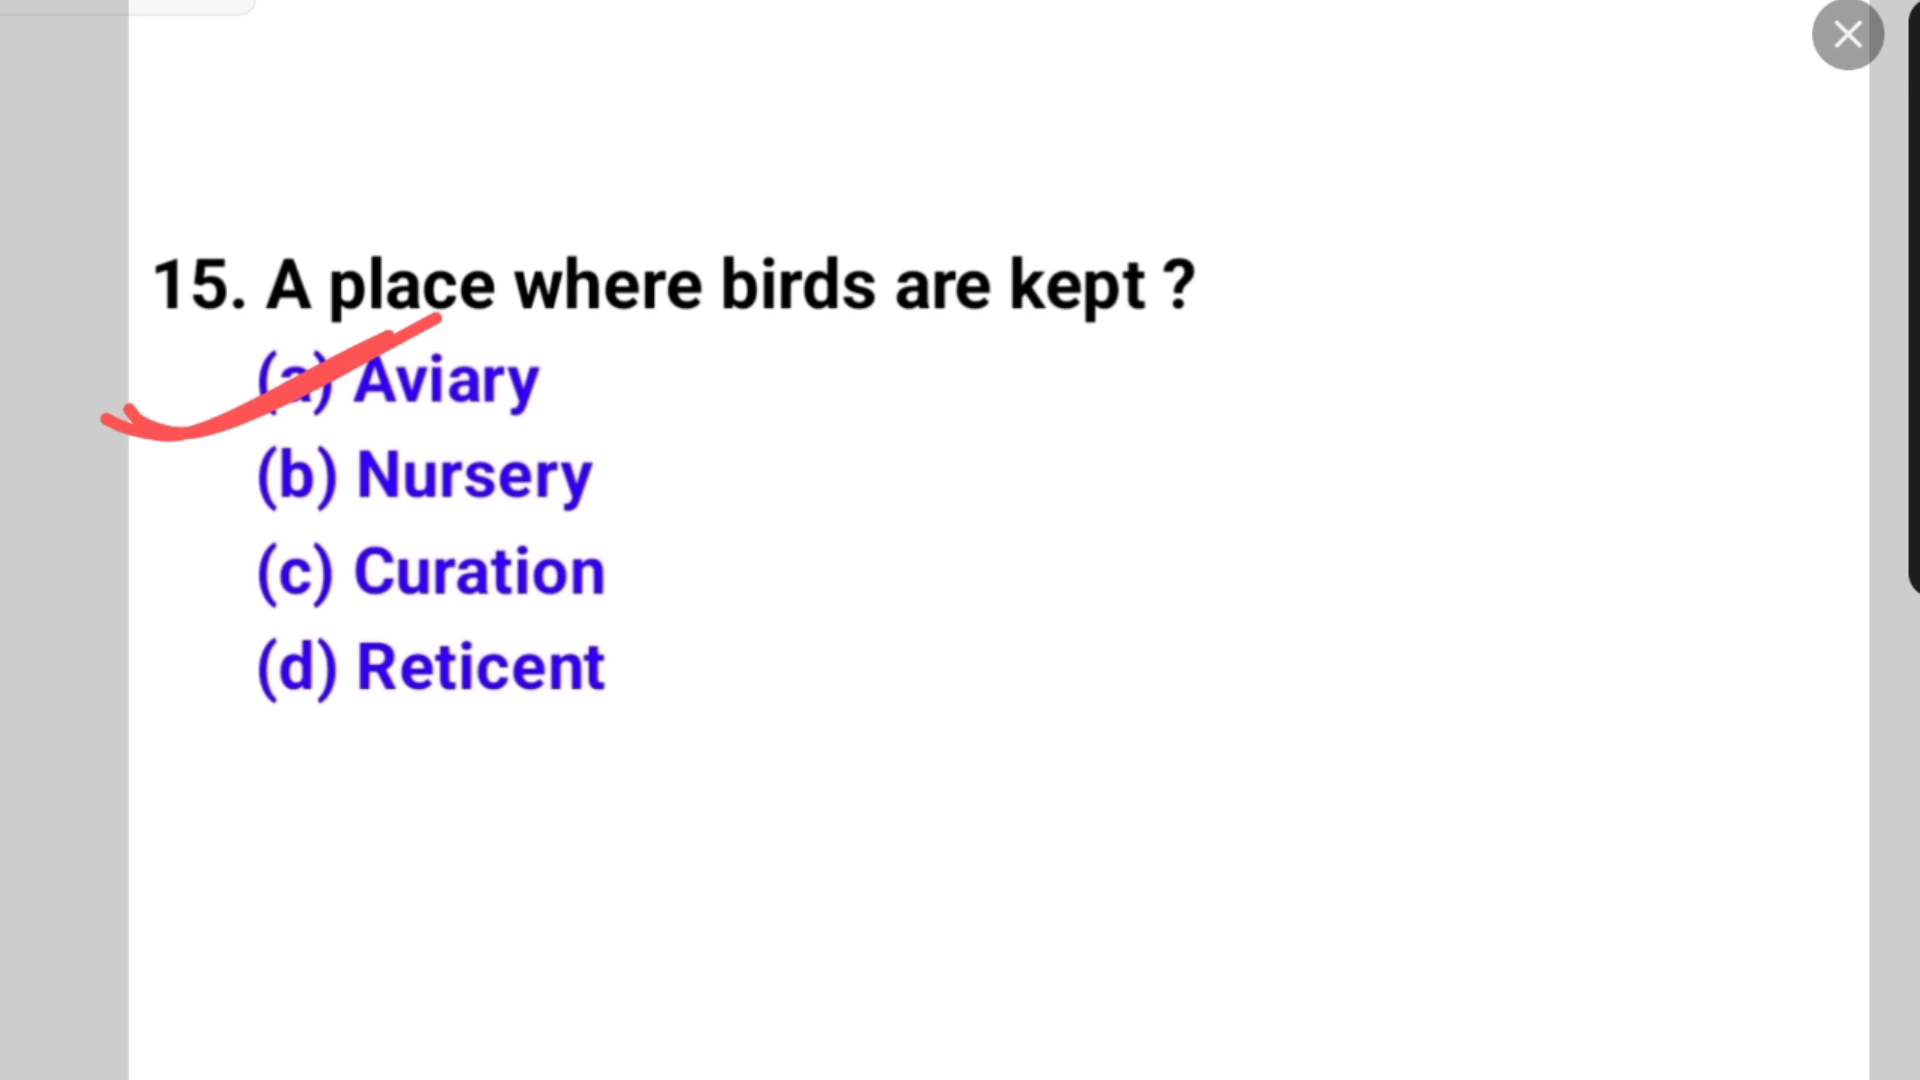 15. A place where birds are kept ?
(a) Aviary
(b) Nursery
(c) Curation
(d) Reticent